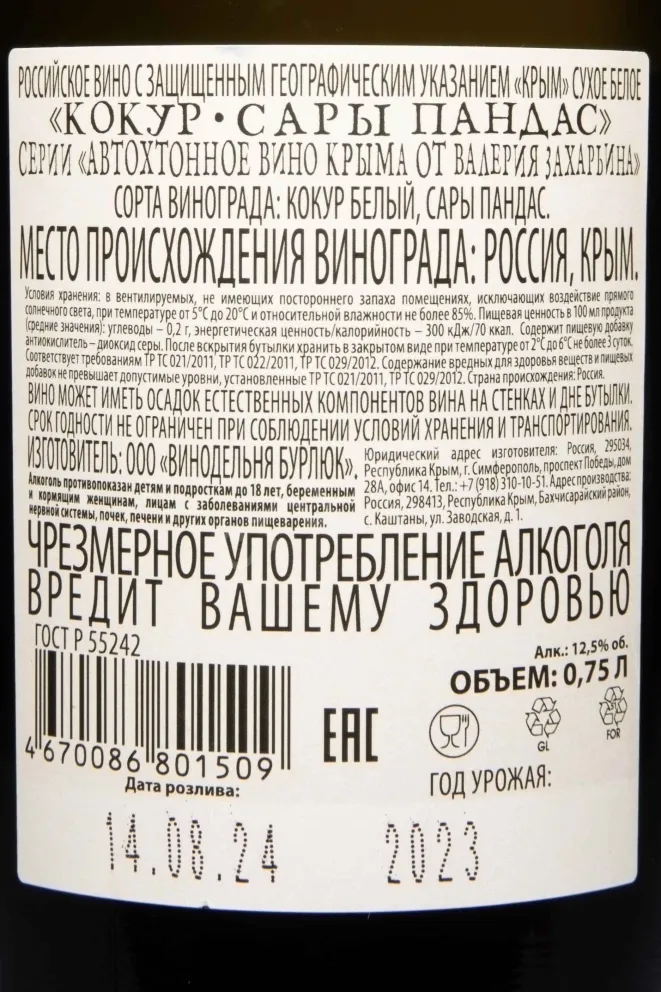 РОССИЙСКОЕ ВИНО С ЗАЩИЩЕННЫМ ГЕОГРАФИЧЕСКИМ УКАЗАНИЕМ «КРЫМ» СУХОЕ БЕЛОЕ
«КОКУР • САРЫ ПАНДАС»
СЕРИИ «АВТОХТОННОЕ ВИНО КРЫМА ОТ ВАЛЕРИЯ ЗАХАРЬИНА»
СОРТА ВИНОГРАДА: КОКУР БЕЛЫЙ, САРЫ ПАНДАС.
МЕСТО ПРОИСХОЖДЕНИЯ ВИНОГРАДА: РОССИЯ, КРЫМ.
Условия хранения: в вентилируемых, не имеющих постороннего запаха помещениях, исключающих воздействие прямого
солнечного света, при температуре от 5°С до 20°С и относительной влажности не более 85%. Пищевая ценность в 100 мл продукта
(средние значения): углеводы – 0,2 г, энергетическая ценность/калорийность – 300 кДж/70 ккал. Содержит пищевую добавку
антиокислитель – диоксид серы. После вскрытия бутылки хранить в закрытом виде при температуре от 2°С до 6°С не более 3 суток.
Соответствует требованиям ТР ТС 021/2011, ТР ТС 022/2011, ТР ТС 029/2012. Содержание вредных для здоровья веществ и пищевых
добавок не превышает допустимые уровни, установленные ТР ТС 021/2011, ТР ТС 029/2012. Страна происхождения: Россия.
ВИНО МОЖЕТ ИМЕТЬ ОСАДОК ЕСТЕСТВЕННЫХ КОМПОНЕНТОВ ВИНА НА СТЕНКАХ И ДНЕ БУТЫЛКИ.
СРОК ГОДНОСТИ НЕ ОГРАНИЧЕН ПРИ СОБЛЮДЕНИИ УСЛОВИЙ ХРАНЕНИЯ И ТРАНСПОРТИРОВАНИЯ.
ИЗГОТОВИТЕЛЬ: ООО «ВИНОДЕЛЬНЯ БУРЛЮК».
Алкоголь противопоказан детям и подросткам до 18 лет, беременным
и кормящим женщинам, лицам с заболеваниями центральной
нервной системы, почек, печени и других органов пищеварения.
Юридический адрес изготовителя: Россия, 295034,
Республика Крым, г. Симферополь, проспект Победы, дом
28А, офис 14. Тел.: +7 (918) 310-10-51. Адрес производства:
Россия, 298413, Республика Крым, Бахчисарайский район,
с. Каштаны, ул. Заводская, д. 1.
ЧРЕЗМЕРНОЕ УПОТРЕБЛЕНИЕ АЛКОГОЛЯ
ВРЕДИТ ВАШЕМУ ЗДОРОВЬЮ
ГОСТ Р 55242
Алк.: 12,5% об.
ОБЪЕМ: 0,75 Л
EAC
GL
FOR
4 670086 801509
Дата розлива:
ГОД УРОЖАЯ:
14.08.24
2023